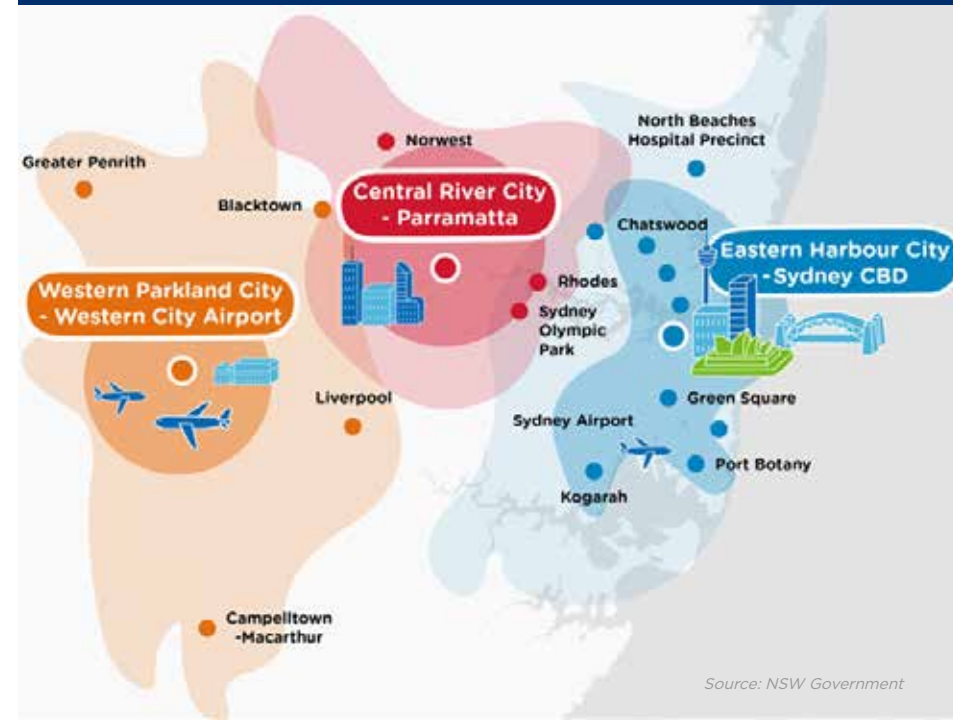 North Beaches
Hospital Precinct
Norwest
Greater Penrith
Central River City
- Parramatta
Blacktown
Chatswood
Eastern Harbour City
-Sydney CBD
Western Parkland City
- Western City Airport
Rhodes
Sydney
Olympic
Park
Liverpool
Green Square
Sydney Airport
Port Botany
Kogarah
Campelltown
-Macarthur
Source: NSW Government